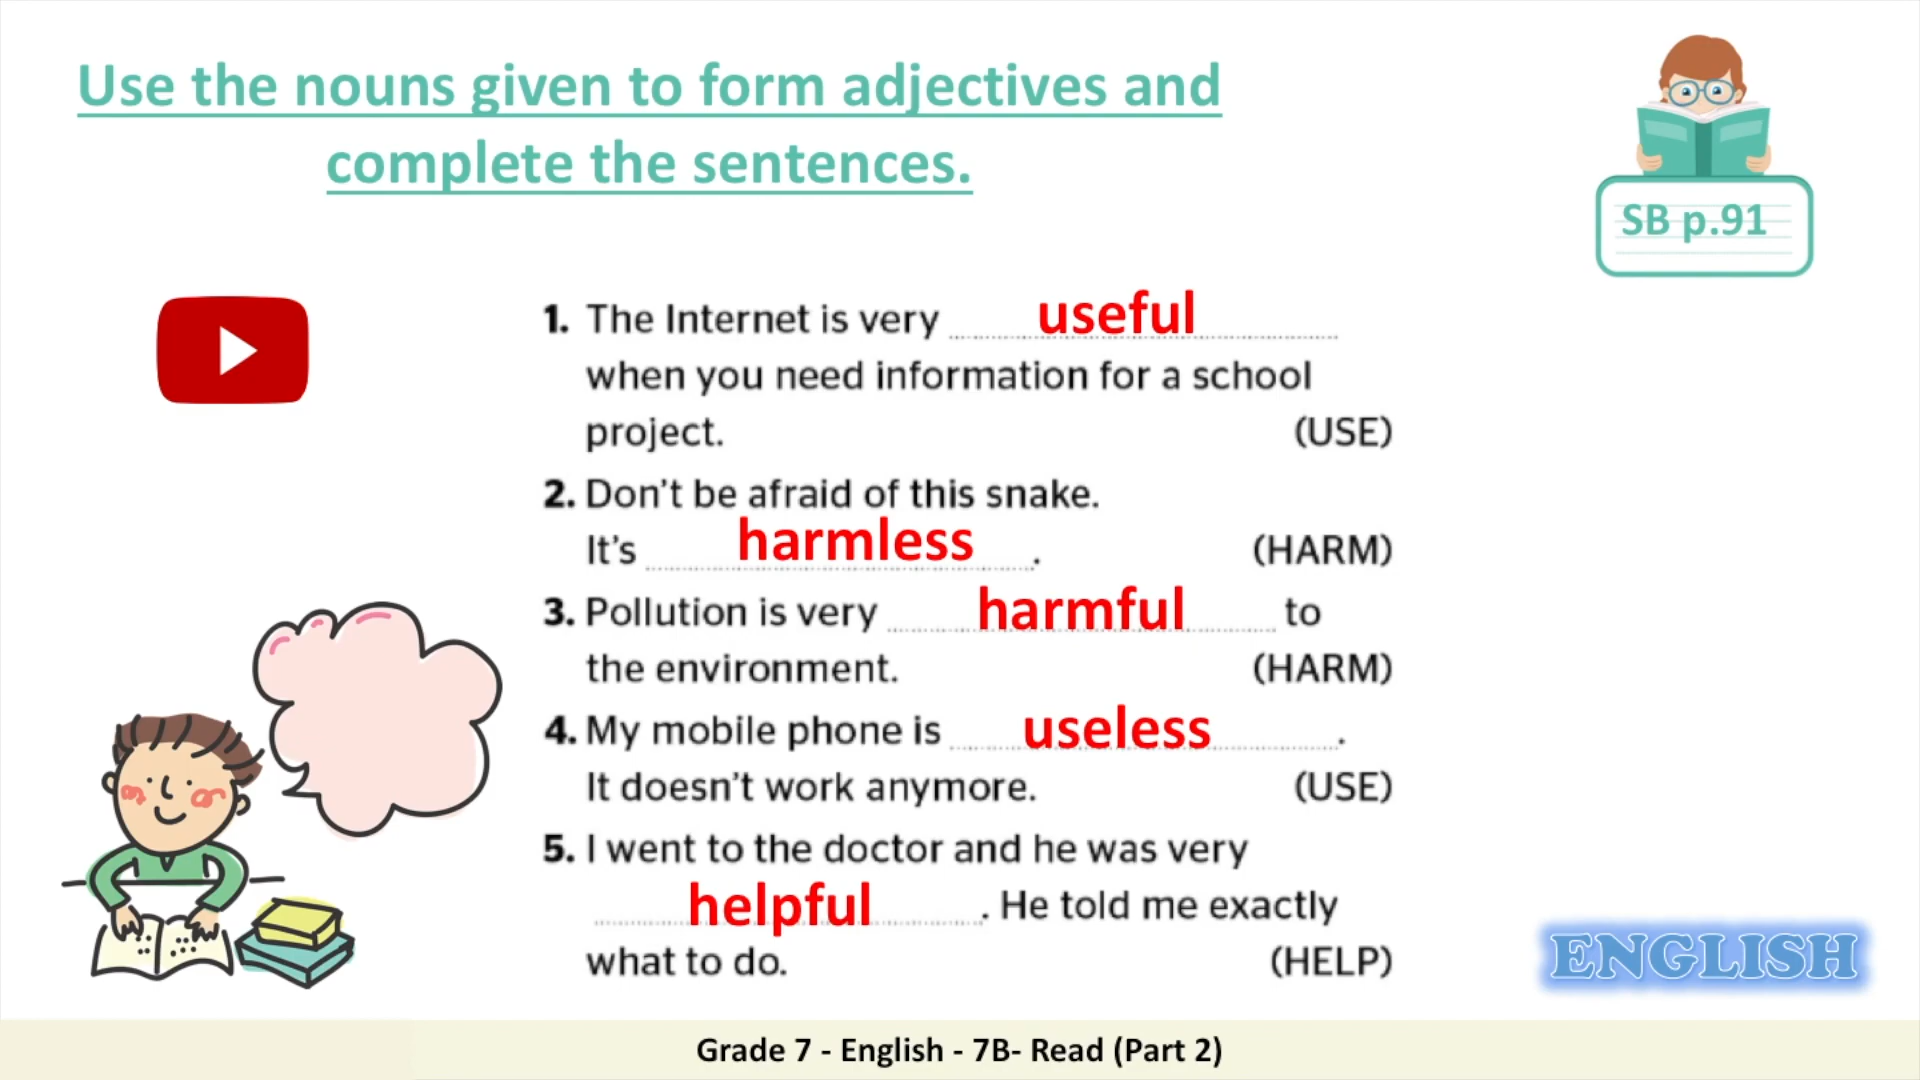 Use the nouns given to form adjectives and
complete the sentences.
SB p.91
1. The Internet is very useful
when you need information for a school
project. (USE)
2. Don't be afraid of this snake.
It's harmless. (HARM)
3. Pollution is very harmful to
the environment. (HARM)
4. My mobile phone is useless.
It doesn't work anymore. (USE)
5. I went to the doctor and he was very
helpful. He told me exactly
what to do. (HELP)
ENGLISH
Grade 7 - English - 7B- Read (Part 2)